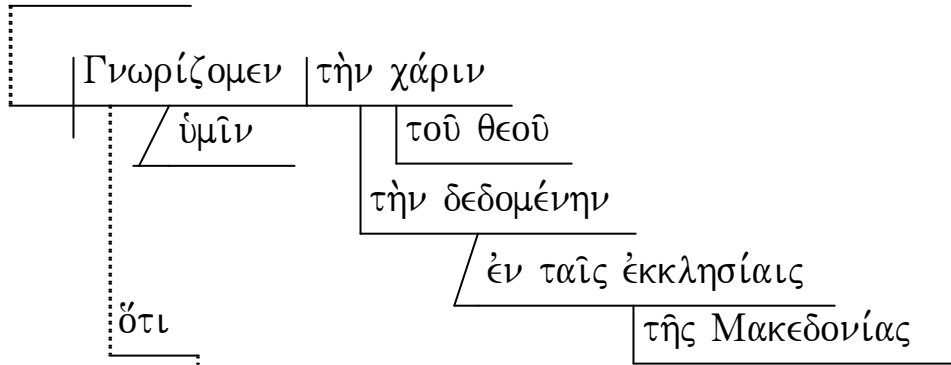 Γνωρίζομεν τὴν χάριν
ὑμῖν τοῦ θεοῦ
τὴν δεδομένην
ἐν ταῖς ἐκκλησίαις
ὅτι
τῆς Μακεδονίας